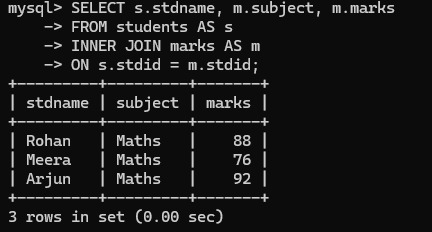 mysql> SELECT s.stdname, m.subject, m.marks
    -> FROM students AS s
    -> INNER JOIN marks AS m
    -> ON s.stdid = m.stdid;
+---------+---------+-------+
| stdname | subject | marks |
+---------+---------+-------+
| Rohan   | Maths   |    88 |
| Meera   | Maths   |    76 |
| Arjun   | Maths   |    92 |
+---------+---------+-------+
3 rows in set (0.00 sec)